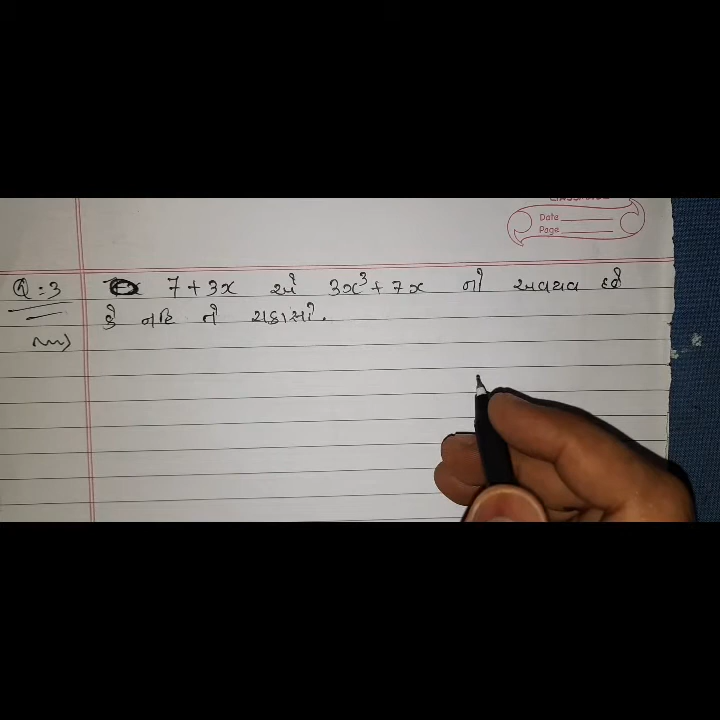 Date
Page
Q:3 7+3x એ 3x³+7x નો અવયવ છે
કે નહિ તે ચકાસો.